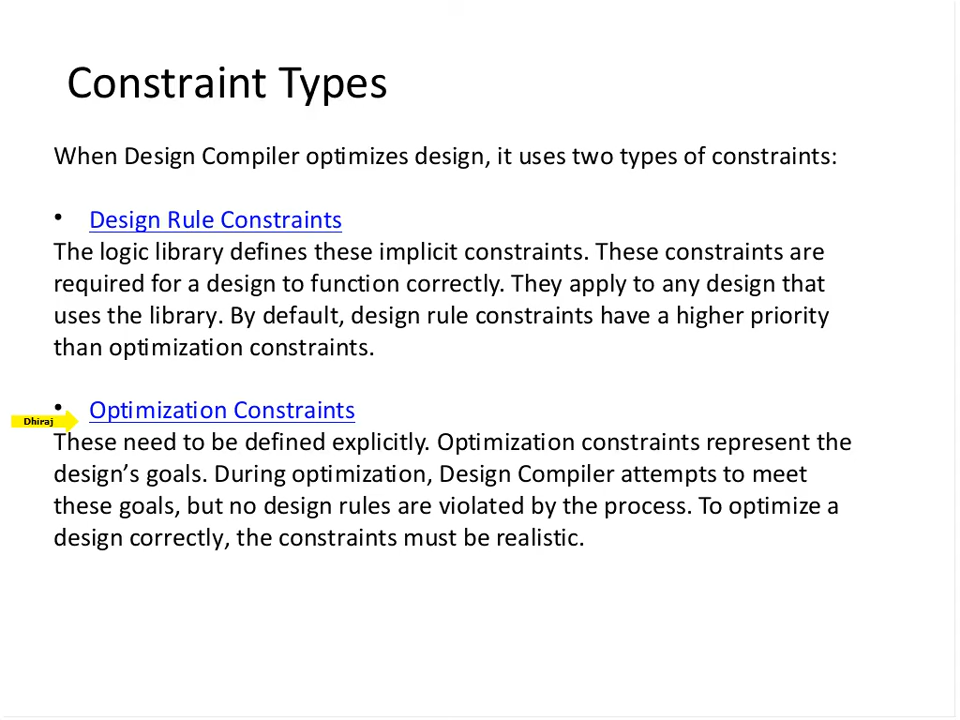 Constraint Types
When Design Compiler optimizes design, it uses two types of constraints:
• Design Rule Constraints
The logic library defines these implicit constraints. These constraints are
required for a design to function correctly. They apply to any design that
uses the library. By default, design rule constraints have a higher priority
than optimization constraints.
• Optimization Constraints
Dhiraj
These need to be defined explicitly. Optimization constraints represent the
design’s goals. During optimization, Design Compiler attempts to meet
these goals, but no design rules are violated by the process. To optimize a
design correctly, the constraints must be realistic.